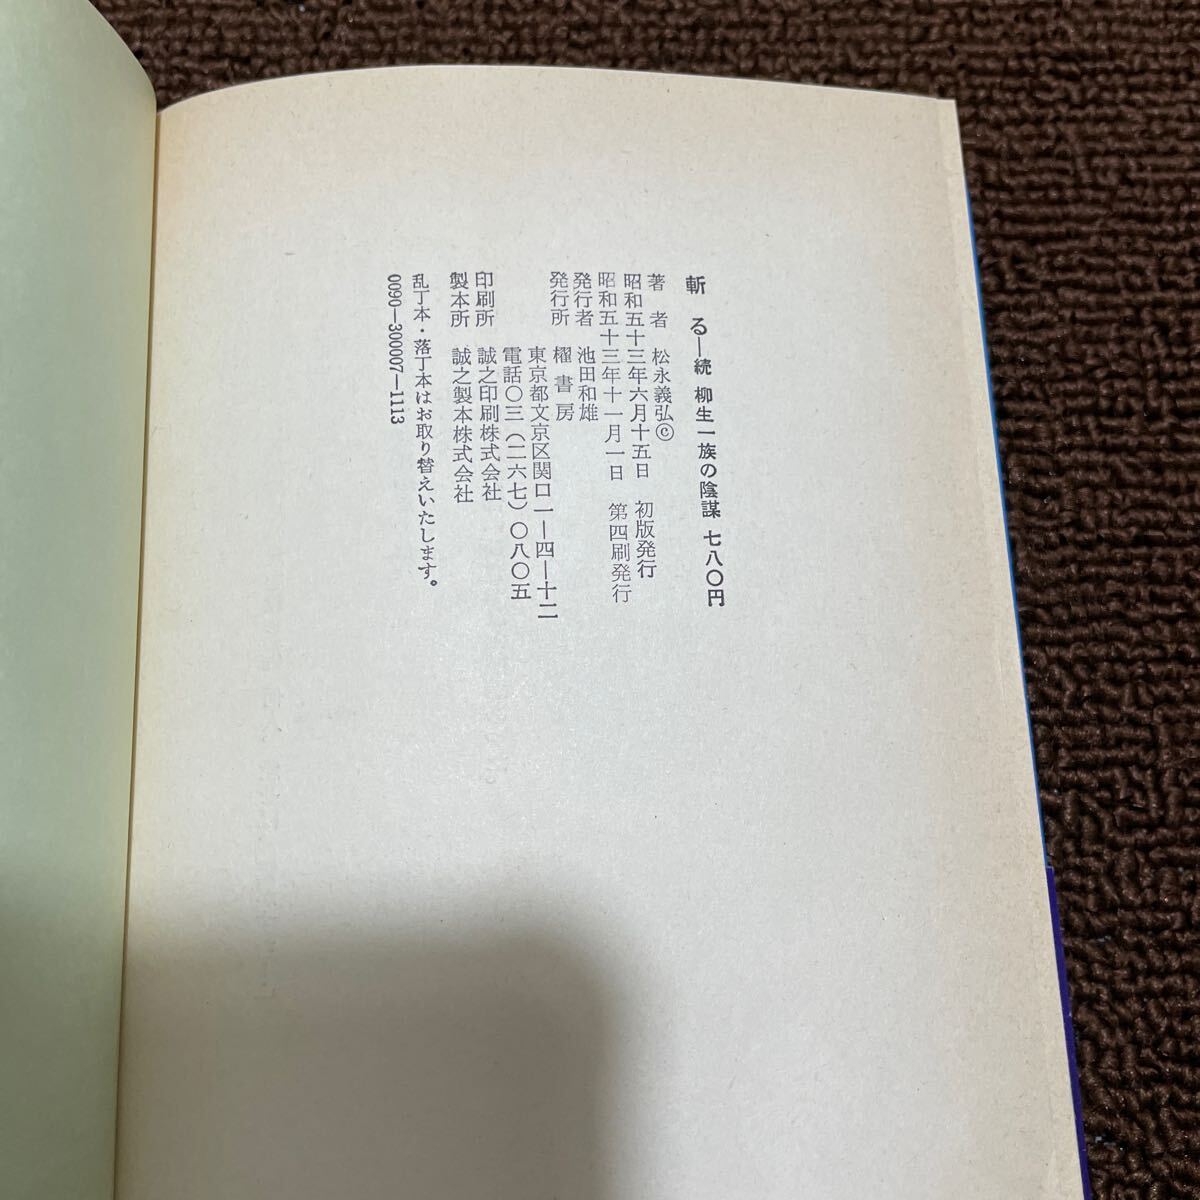 斬る―続 柳生一族の陰謀 七八〇円
著者 松永義弘©
昭和五十三年六月十五日 初版発行
昭和五十三年十一月一日 第四刷発行
発行者 池田和雄
発行所 櫂書房
東京都文京区関口一―四―十二
電話〇三(二六七)〇八〇五
印刷所 誠之印刷株式会社
製本所 誠之製本株式会社
乱丁本・落丁本はお取り替えいたします。
0090―300007―1113